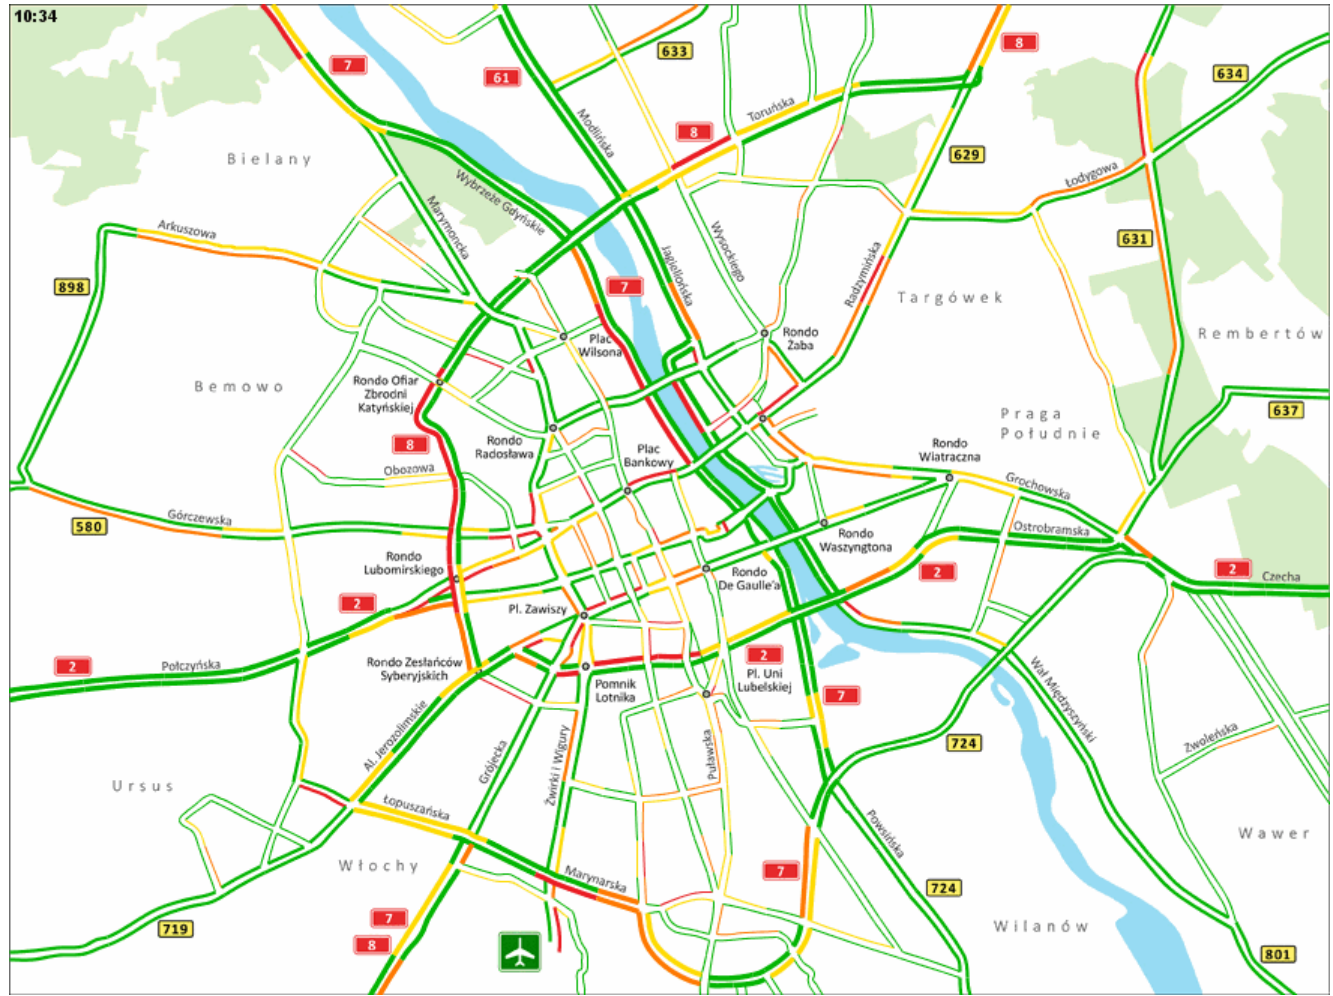 10:34
8
633
7
61
634
Modlińska
Toruńska
8
629
Bielany
Łodygowa
Wybrzeże Gdyńskie
Marymoncka
Arkuszowa
631
Wysockiego
Jagiellońska
Radzymińska
898
7
Targówek
Rembertów
Plac
Wilsona
Rondo
Żaba
Bemowo
Rondo Ofiar
Zbrodni
Katyńskiej
637
Praga
Południe
8
Rondo
Radosława
Plac
Bankowy
Rondo
Wiatraczna
Obozowa
Grochowska
580
Górczewska
Ostrobramska
Rondo
Waszyngtona
Rondo
Lubomirskiego
Rondo
De Gaulle'a
2
2
Czecha
2
Pl. Zawiszy
2
Połczyńska
Rondo Zesłańców
Syberyjskich
2
Pl. Uni
Lubelskiej
Pomnik
Lotnika
7
Wał Miedzyszyński
Al. Jerozolimskie
Grójecka
Żwirki i Wigury
Puławska
724
Zwoleńska
Ursus
Łopuszańska
Powsińska
Wawer
Włochy
Marynarska
7
724
7
719
8
Wilanów
801